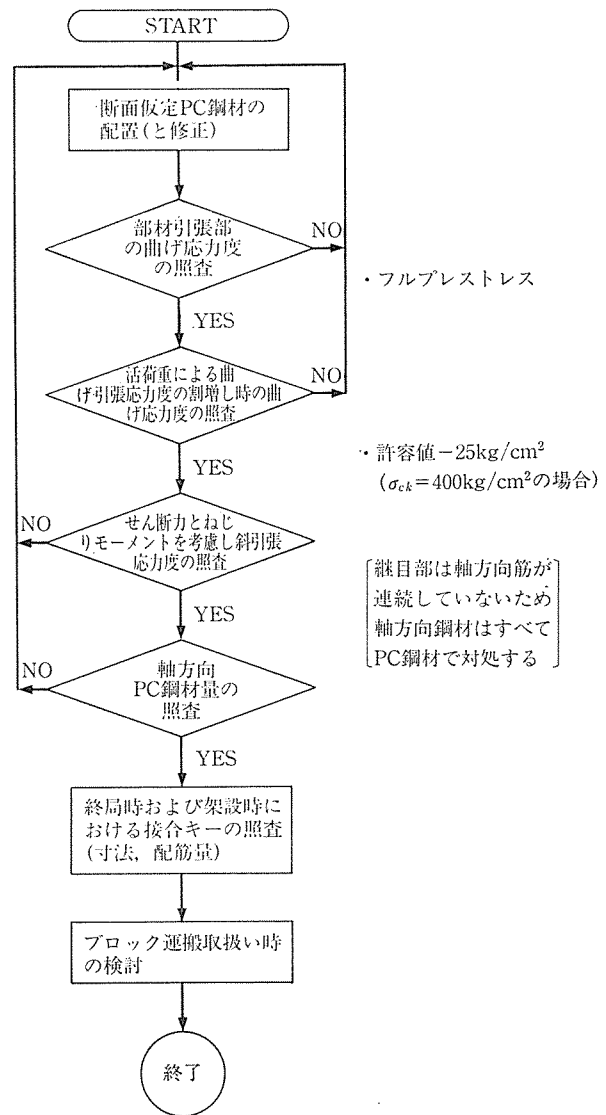 START
断面仮定PC鋼材の
配置(と修正)
部材引張部
の曲げ応力度
の照査
NO
・フルプレストレス
YES
活荷重による曲
げ引張応力度の割増し時の曲
げ応力度の照査
NO
・許容値−25kg/cm²
(σck=400kg/cm²の場合)
YES
せん断力とねじ
りモーメントを考慮し斜引張
応力度の照査
NO
継目部は軸方向筋が
連続していないため
軸方向鋼材はすべて
PC鋼材で対処する
YES
軸方向
PC鋼材量の
照査
NO
YES
終局時および架設時に
おける接合キーの照査
(寸法，配筋量)
ブロック運搬取扱い時
の検討
終了